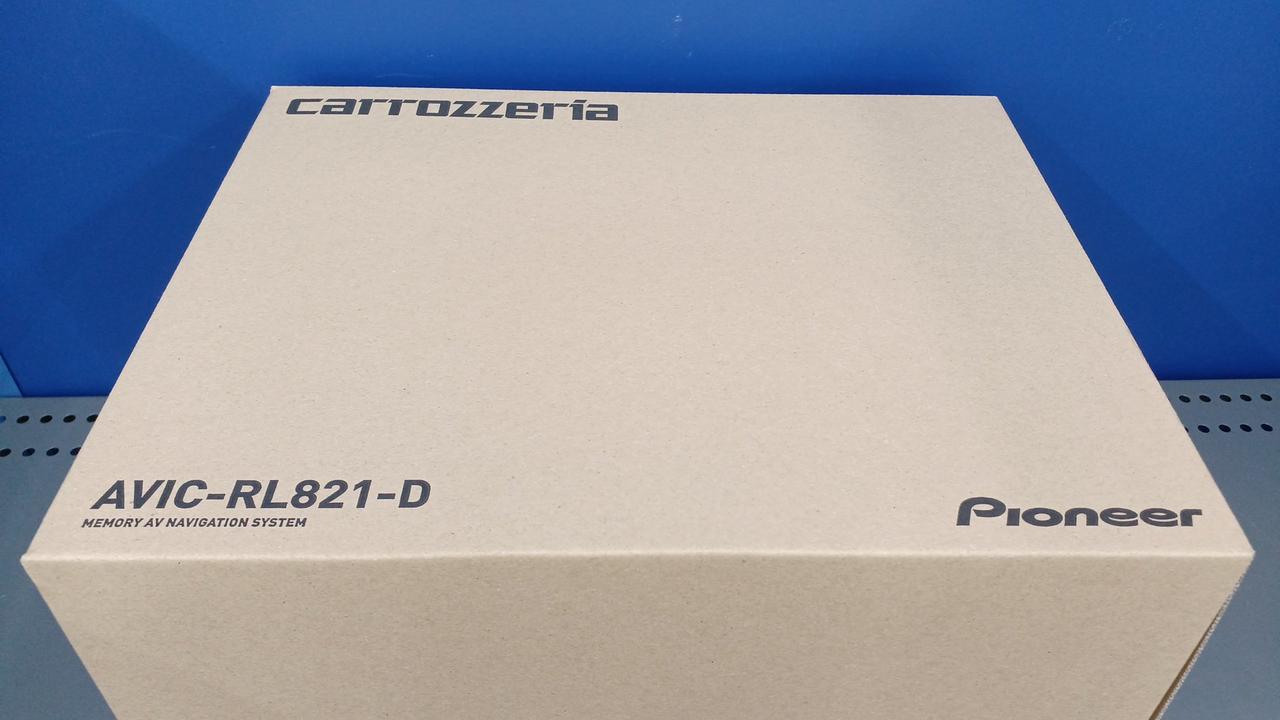 carrozzeria
AVIC-RL821-D
MEMORY AV NAVIGATION SYSTEM
Pioneer